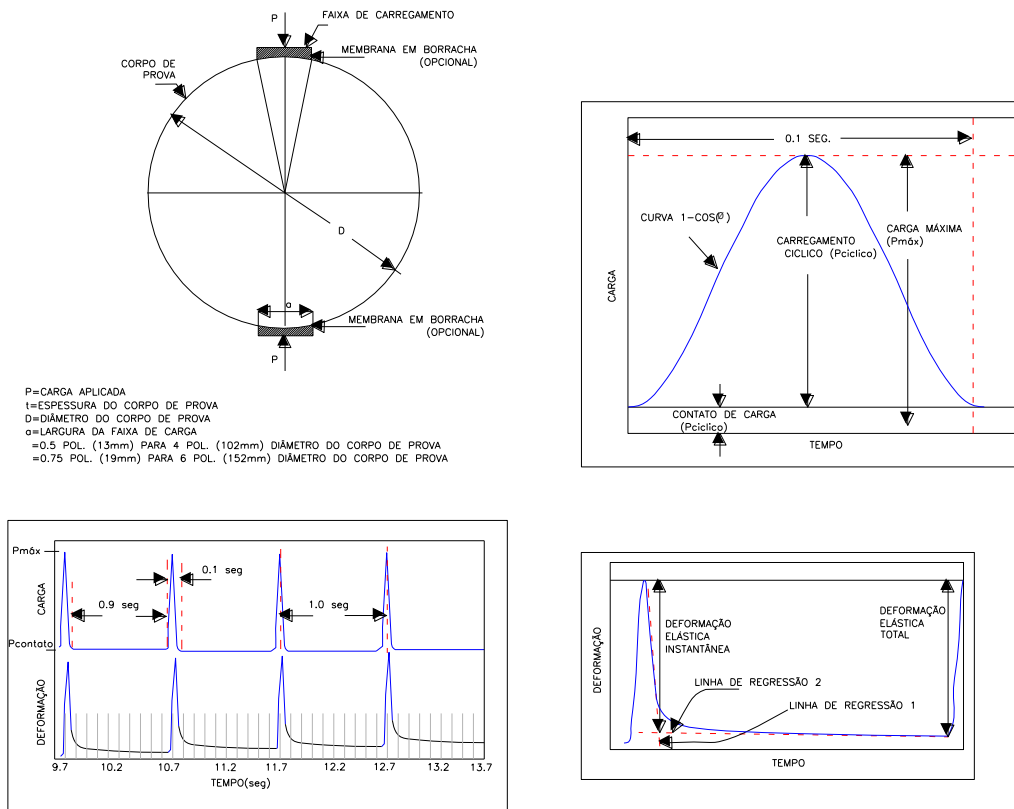 P
FAIXA DE CARREGAMENTO
MEMBRANA EM BORRACHA
(OPCIONAL)
CORPO DE
PROVA
D
a
MEMBRANA EM BORRACHA
(OPCIONAL)
P
P=CARGA APLICADA
t=ESPESSURA DO CORPO DE PROVA
D=DIÂMETRO DO CORPO DE PROVA
a=LARGURA DA FAIXA DE CARGA
=0.5 POL. (13mm) PARA 4 POL. (102mm) DIÂMETRO DO CORPO DE PROVA
=0.75 POL. (19mm) PARA 6 POL. (152mm) DIÂMETRO DO CORPO DE PROVA
0.1 SEG.
CURVA 1-COS(Ø)
CARREGAMENTO
CICLICO (Pciclico)
CARGA MÁXIMA
(Pmáx)
CARGA
CONTATO DE CARGA
(Pciclico)
TEMPO
Pmáx
CARGA
Pcontato
0.9 seg
0.1 seg
1.0 seg
DEFORMAÇÃO
9.7 10.2 10.7 11.2 11.7 12.2 12.7 13.2 13.7
TEMPO(seg)
DEFORMAÇÃO
DEFORMAÇÃO
ELÁSTICA
INSTANTÂNEA
DEFORMAÇÃO
ELÁSTICA
TOTAL
LINHA DE REGRESSÃO 2
LINHA DE REGRESSÃO 1
TEMPO